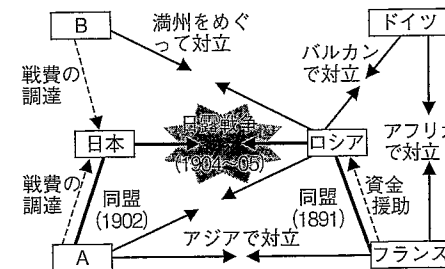 B
満州をめぐ
って対立
ドイツ
バルカン
で対立
戦費の
調達
日露戦争
(1904~05)
日本
ロシア
アフリカ
で対立
戦費の
調達
同盟
(1902)
同盟
(1891)
資金
援助
アジアで対立
A
フランス